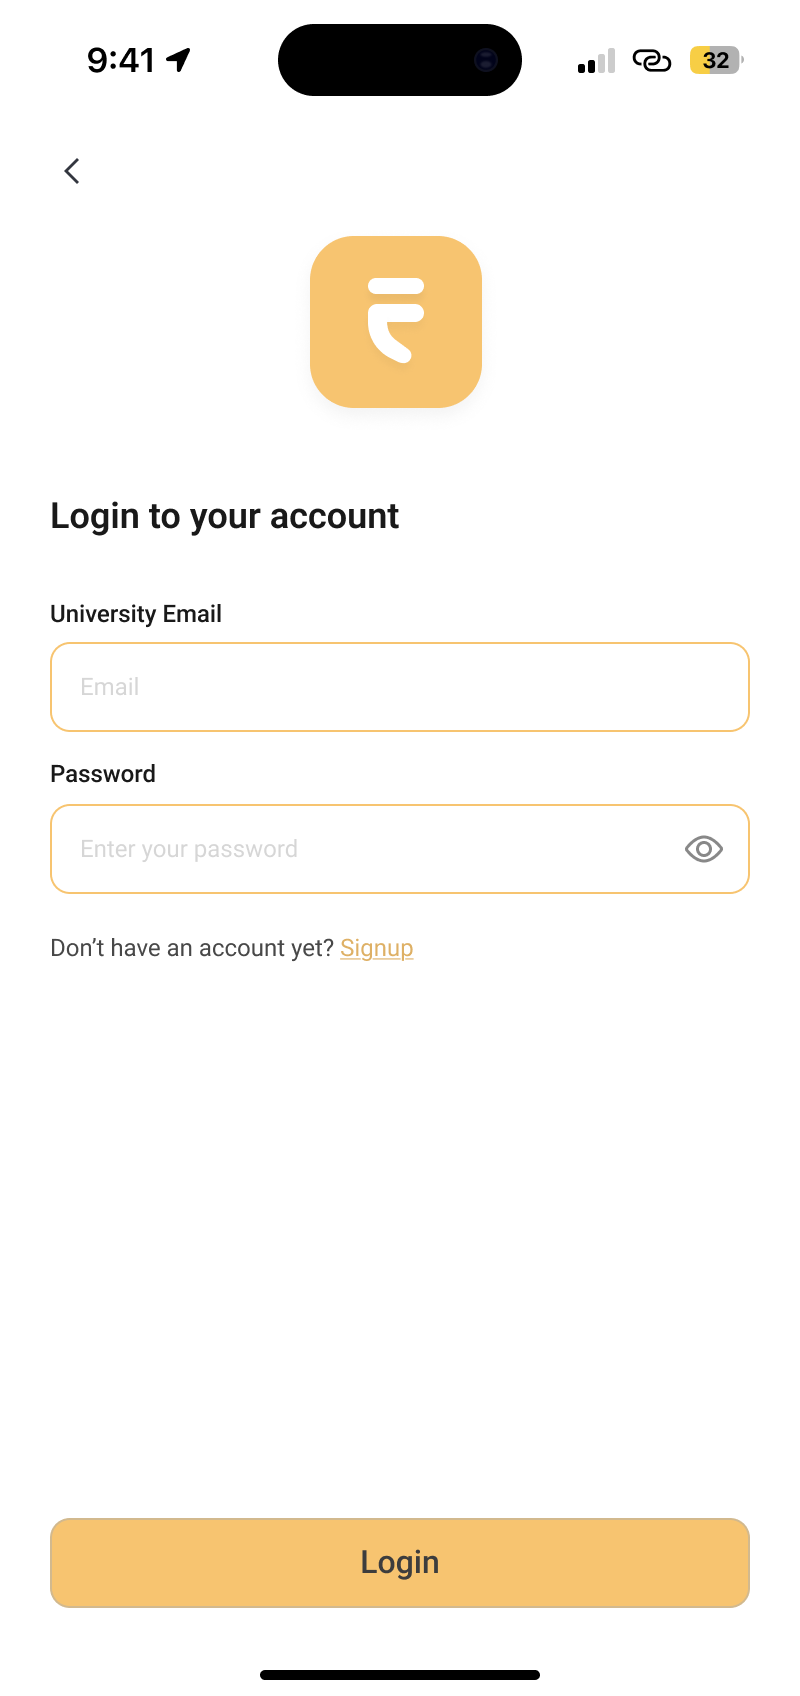 9:41
32
Login to your account
University Email
Email
Password
Enter your password
Don’t have an account yet? Signup
Login